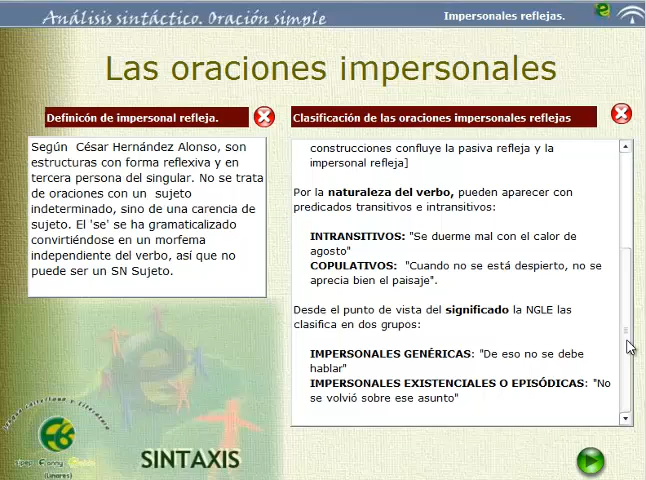 Análisis sintáctico. Oración simple
Impersonales reflejas.
Las oraciones impersonales
Definicón de impersonal refleja.
Según César Hernández Alonso, son
estructuras con forma reflexiva y en
tercera persona del singular. No se trata
de oraciones con un sujeto
indeterminado, sino de una carencia de
sujeto. El 'se' se ha gramaticalizado
convirtiéndose en un morfema
independiente del verbo, así que no
puede ser un SN Sujeto.
Clasificación de las oraciones impersonales reflejas
construcciones confluye la pasiva refleja y la
impersonal refleja]
Por la naturaleza del verbo, pueden aparecer con
predicados transitivos e intransitivos:
INTRANSITIVOS: "Se duerme mal con el calor de
agosto"
COPULATIVOS: "Cuando no se está despierto, no se
aprecia bien el paisaje".
Desde el punto de vista del significado la NGLE las
clasifica en dos grupos:
IMPERSONALES GENÉRICAS: "De eso no se debe
hablar"
IMPERSONALES EXISTENCIALES O EPISÓDICAS: "No
se volvió sobre ese asunto"
SINTAXIS
(Linares)